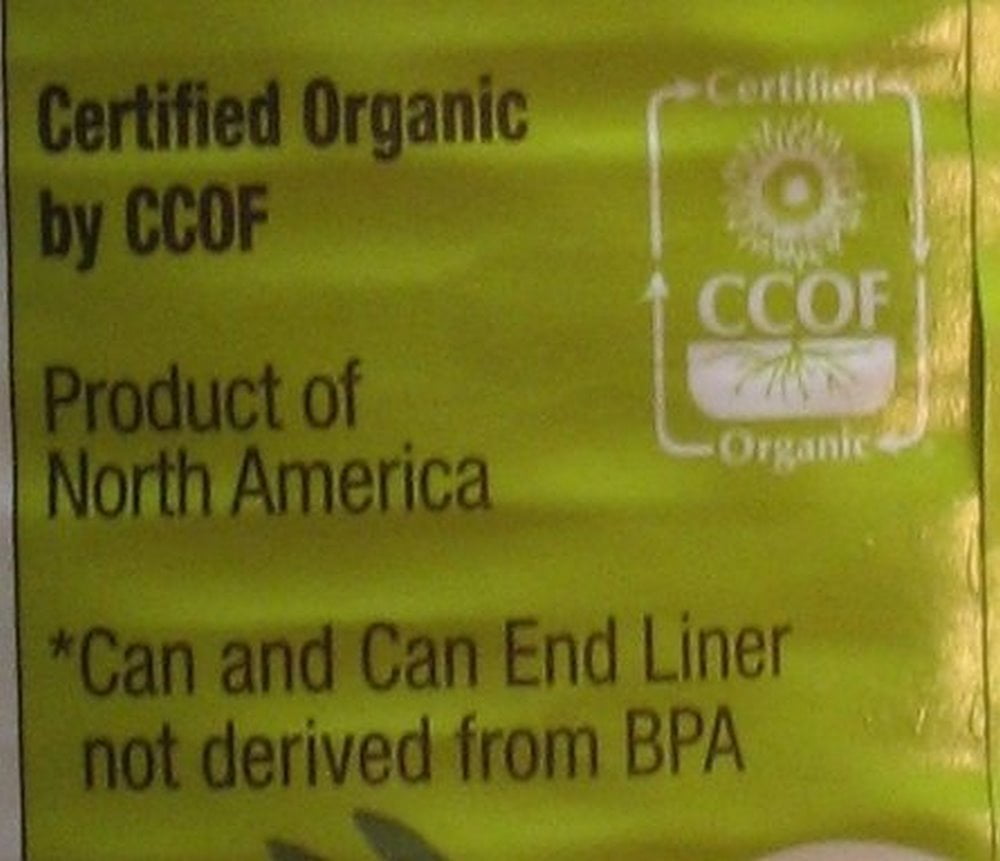 Certified Organic
by CCOF
Certified
CCOF
Organic
Product of
North America
*Can and Can End Liner
not derived from BPA